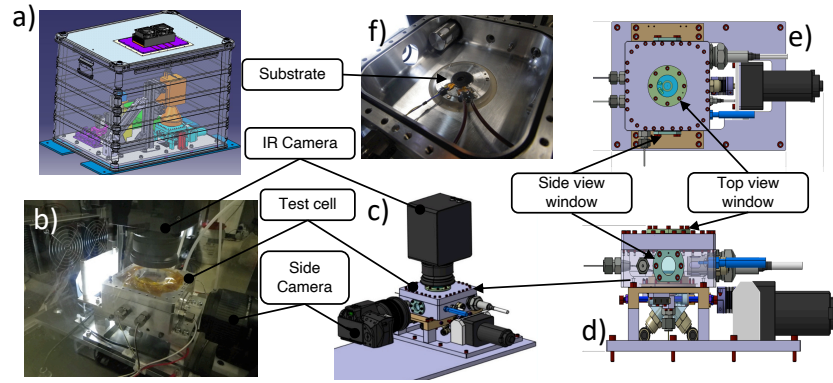 a)
f)
e)
Substrate
IR Camera
Side view
window
Top view
window
b)
Test cell
c)
Side
Camera
d)